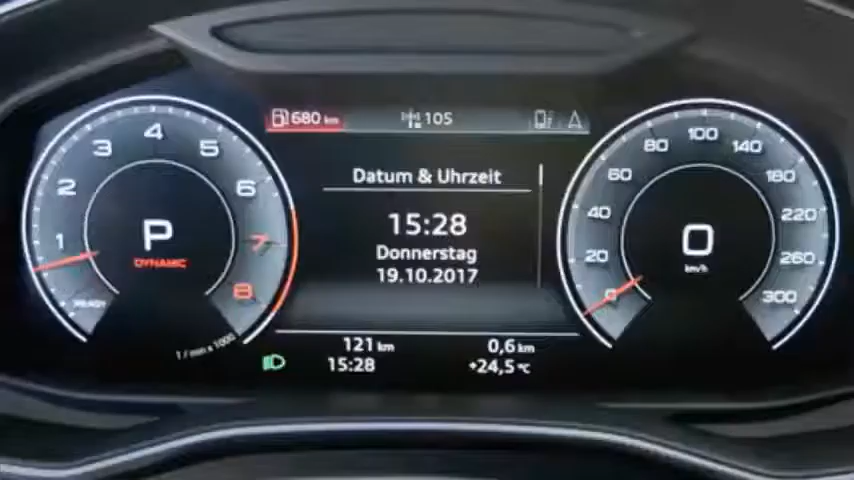 680 km
105
1
2
3
4
5
6
7
8
READY
1/min x 1000
P
DYNAMIC
Datum & Uhrzeit
15:28
Donnerstag
19.10.2017
0
20
40
60
80
100
140
180
220
260
300
0
km/h
121 km
0,6 km
15:28
+24,5 °C